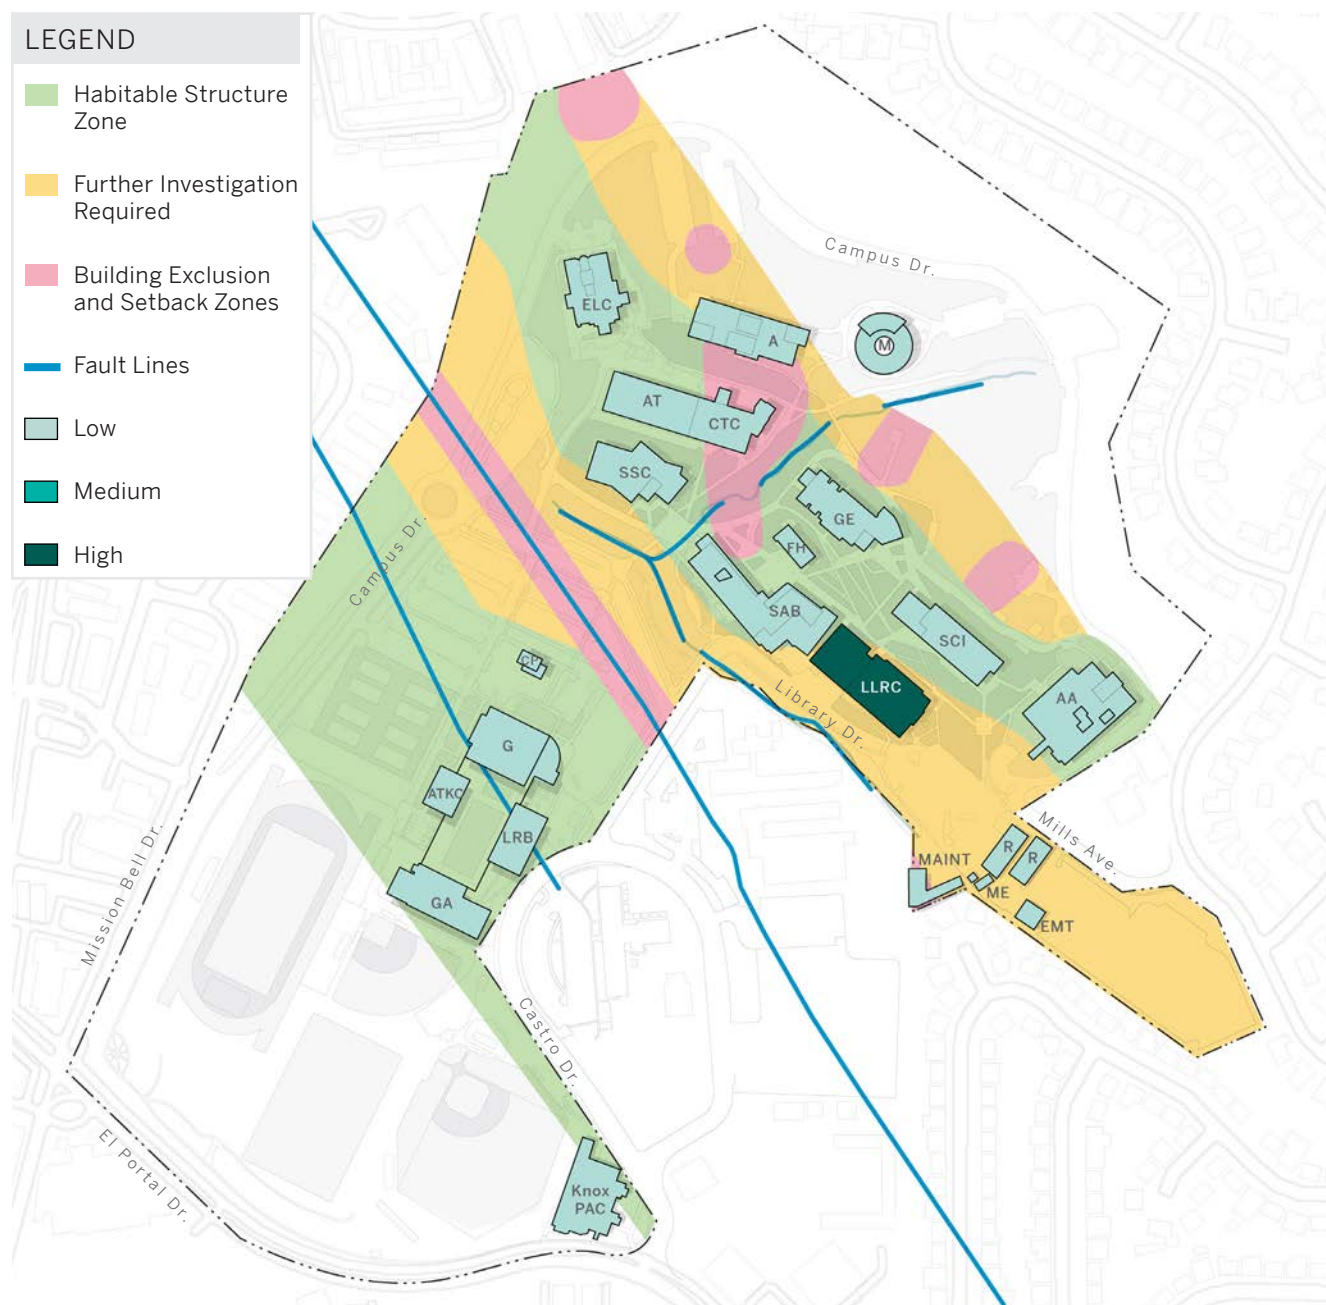 LEGEND
Habitable Structure
Zone
Further Investigation
Required
Building Exclusion
and Setback Zones
Fault Lines
Low
Medium
High
Campus Dr.
ELC
A
M
AT
CTC
SSC
GE
FH
Campus Dr.
SAB
SCI
CP
LLRC
AA
Library Dr.
G
ATKC
LRB
Mills Ave.
R
R
MAINT
ME
GA
EMT
Mission Bell Dr.
Castro Dr.
El Portal Dr.
Knox
PAC